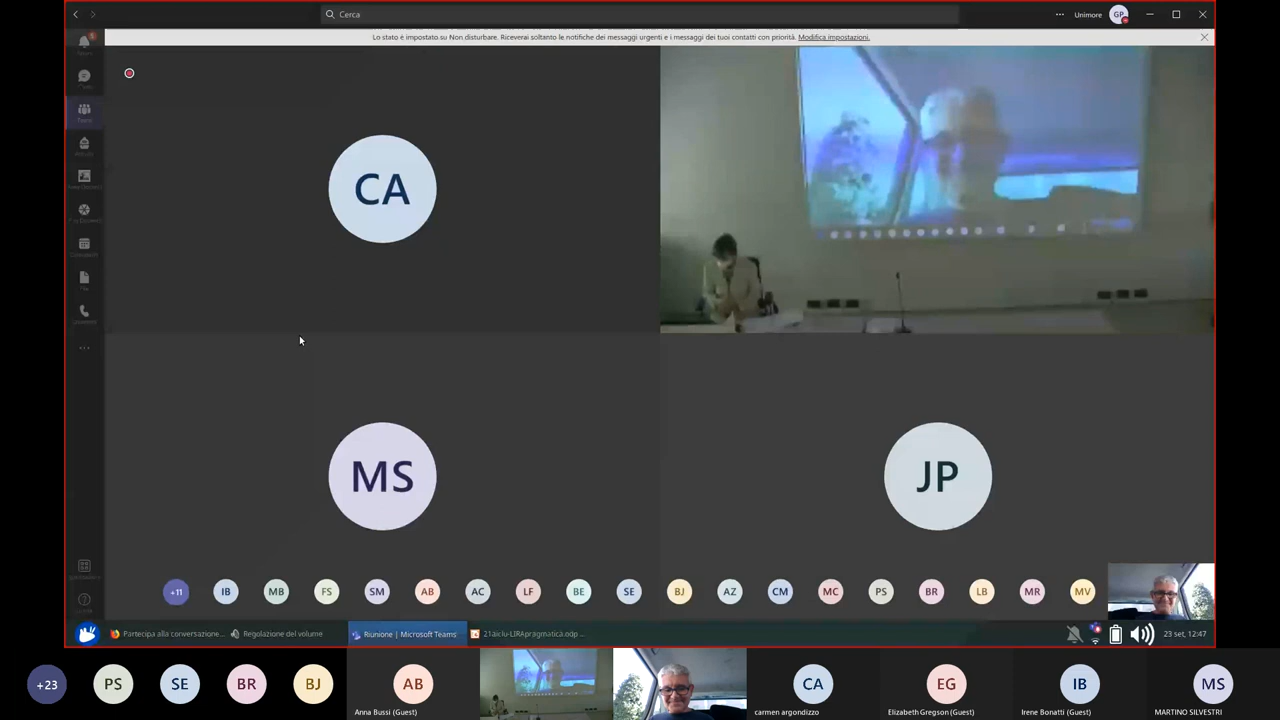 Cerca
Unimore
GP
Lo stato è impostato su Non disturbare. Riceverai soltanto le notifiche dei messaggi urgenti e i messaggi dei tuoi contatti con priorità. Modifica impostazioni.
CA
MS
JP
+11
IB
MB
FS
SM
AB
AC
LF
BE
SE
BJ
AZ
CM
MC
PS
BR
LB
MR
MV
Partecipa alla conversazione...
Regolazione del volume
Riunione | Microsoft Teams
21aiclu-LIRApragmatica.odp ...
23 set, 12:47
+23
PS
SE
BR
BJ
AB
CA
EG
IB
MS
Anna Bussi (Guest)
carmen argondizzo
Elizabeth Gregson (Guest)
Irene Bonatti (Guest)
MARTINO SILVESTRI